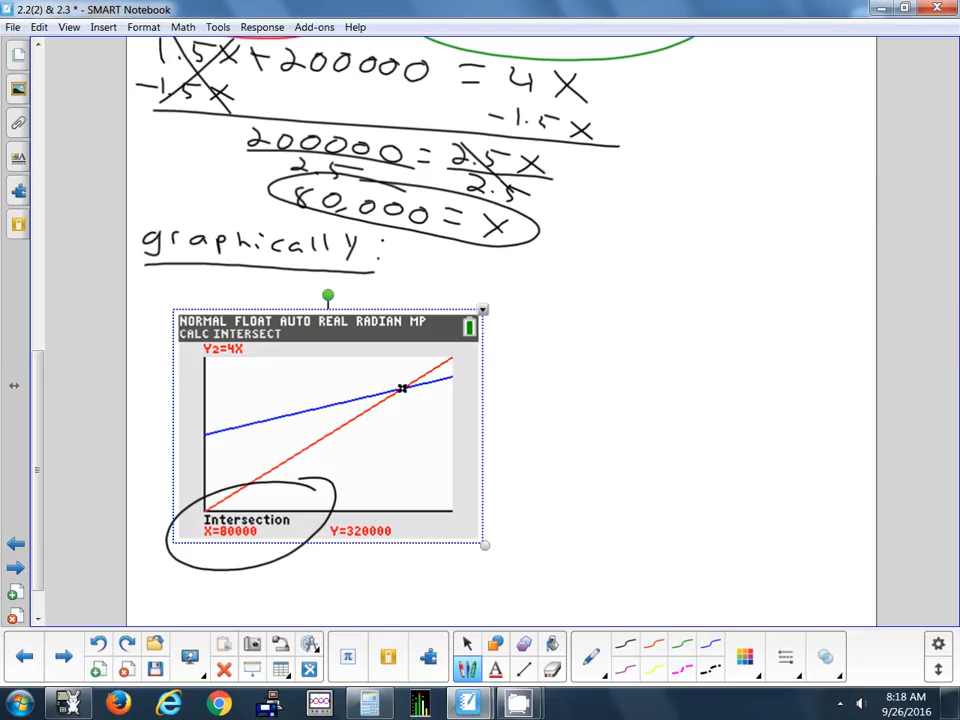 2.2(2) & 2.3 * - SMART Notebook
File Edit View Insert Format Tools Math Response Add-ons Help
1.5x + 200000 = 4x
-1.5x -1.5x
200000 = 2.5x
2.5 2.5
80,000 = x
graphically:
NORMAL FLOAT AUTO REAL RADIAN MP
CALC INTERSECT
Y2=4X
Intersection
X=80000 Y=320000
π
A
8:18 AM
9/26/2016